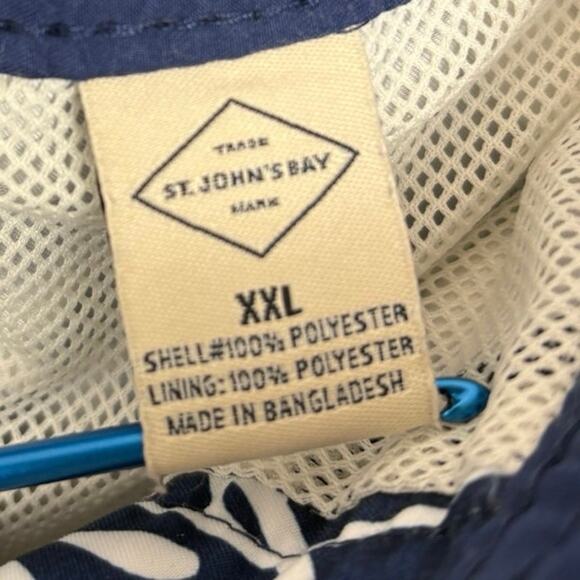 TRADE
ST. JOHN'S BAY
MARK
XXL
SHELL#100% POLYESTER
LINING: 100% POLYESTER
MADE IN BANGLADESH